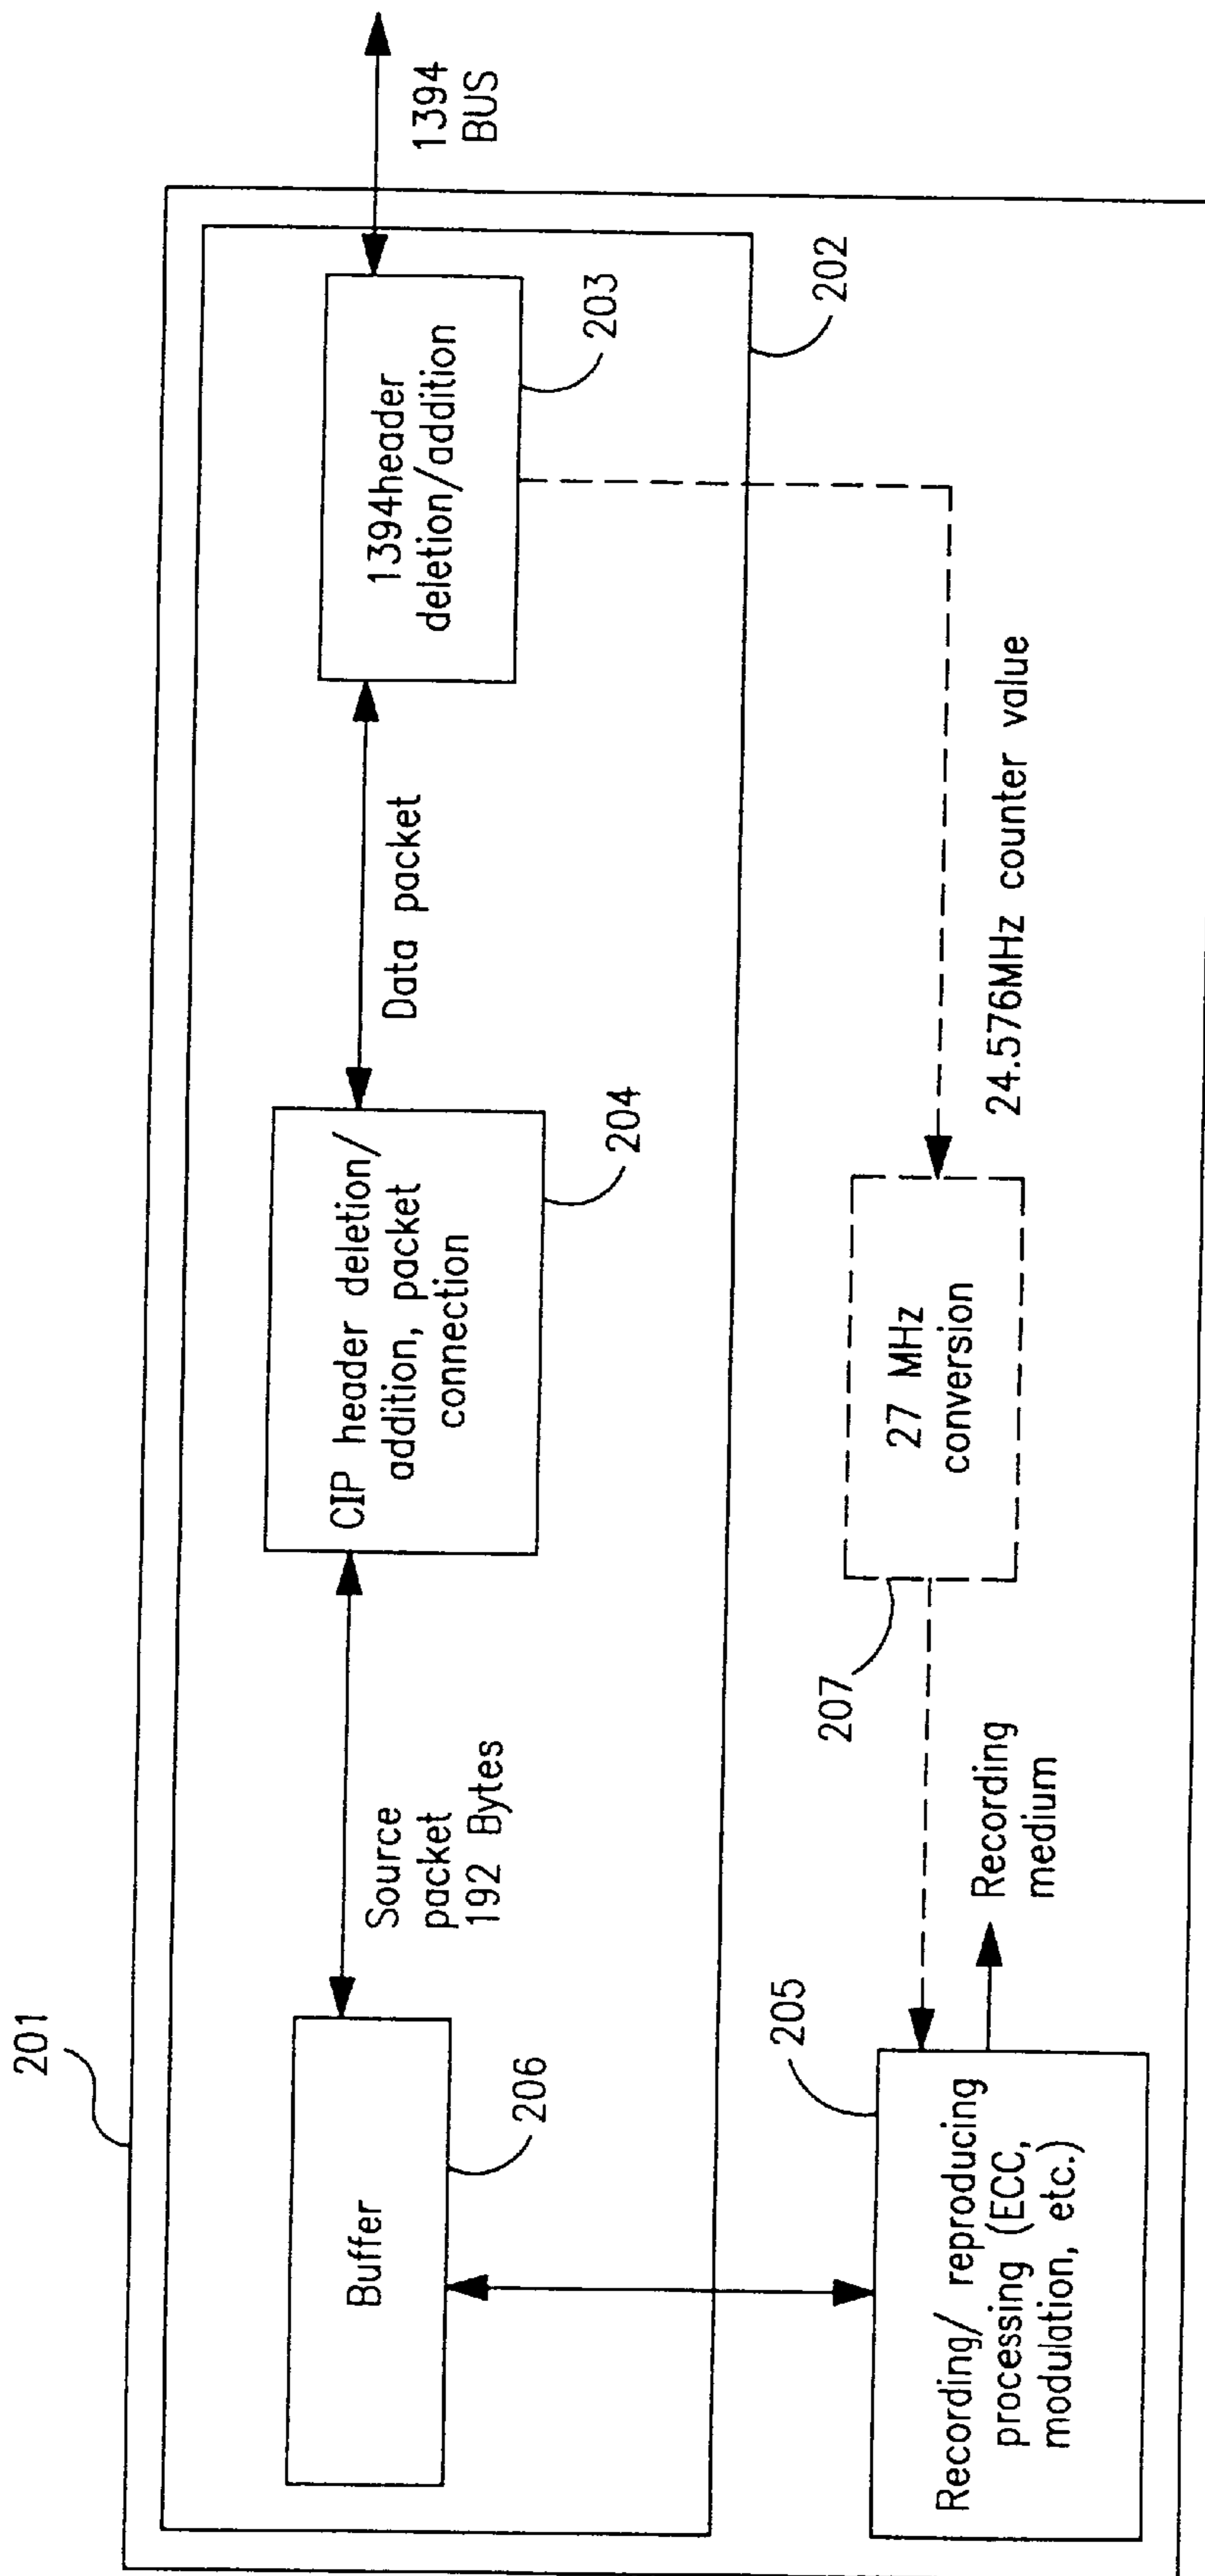 201
1394
BUS
1394header
deletion/addition
203
202
Data packet
CIP header deletion/
addition, packet
connection
204
Source
packet
192 Bytes
Buffer
206
24.576MHz counter value
27 MHz
conversion
207
Recording
medium
205
Recording/ reproducing
processing (ECC,
modulation, etc.)